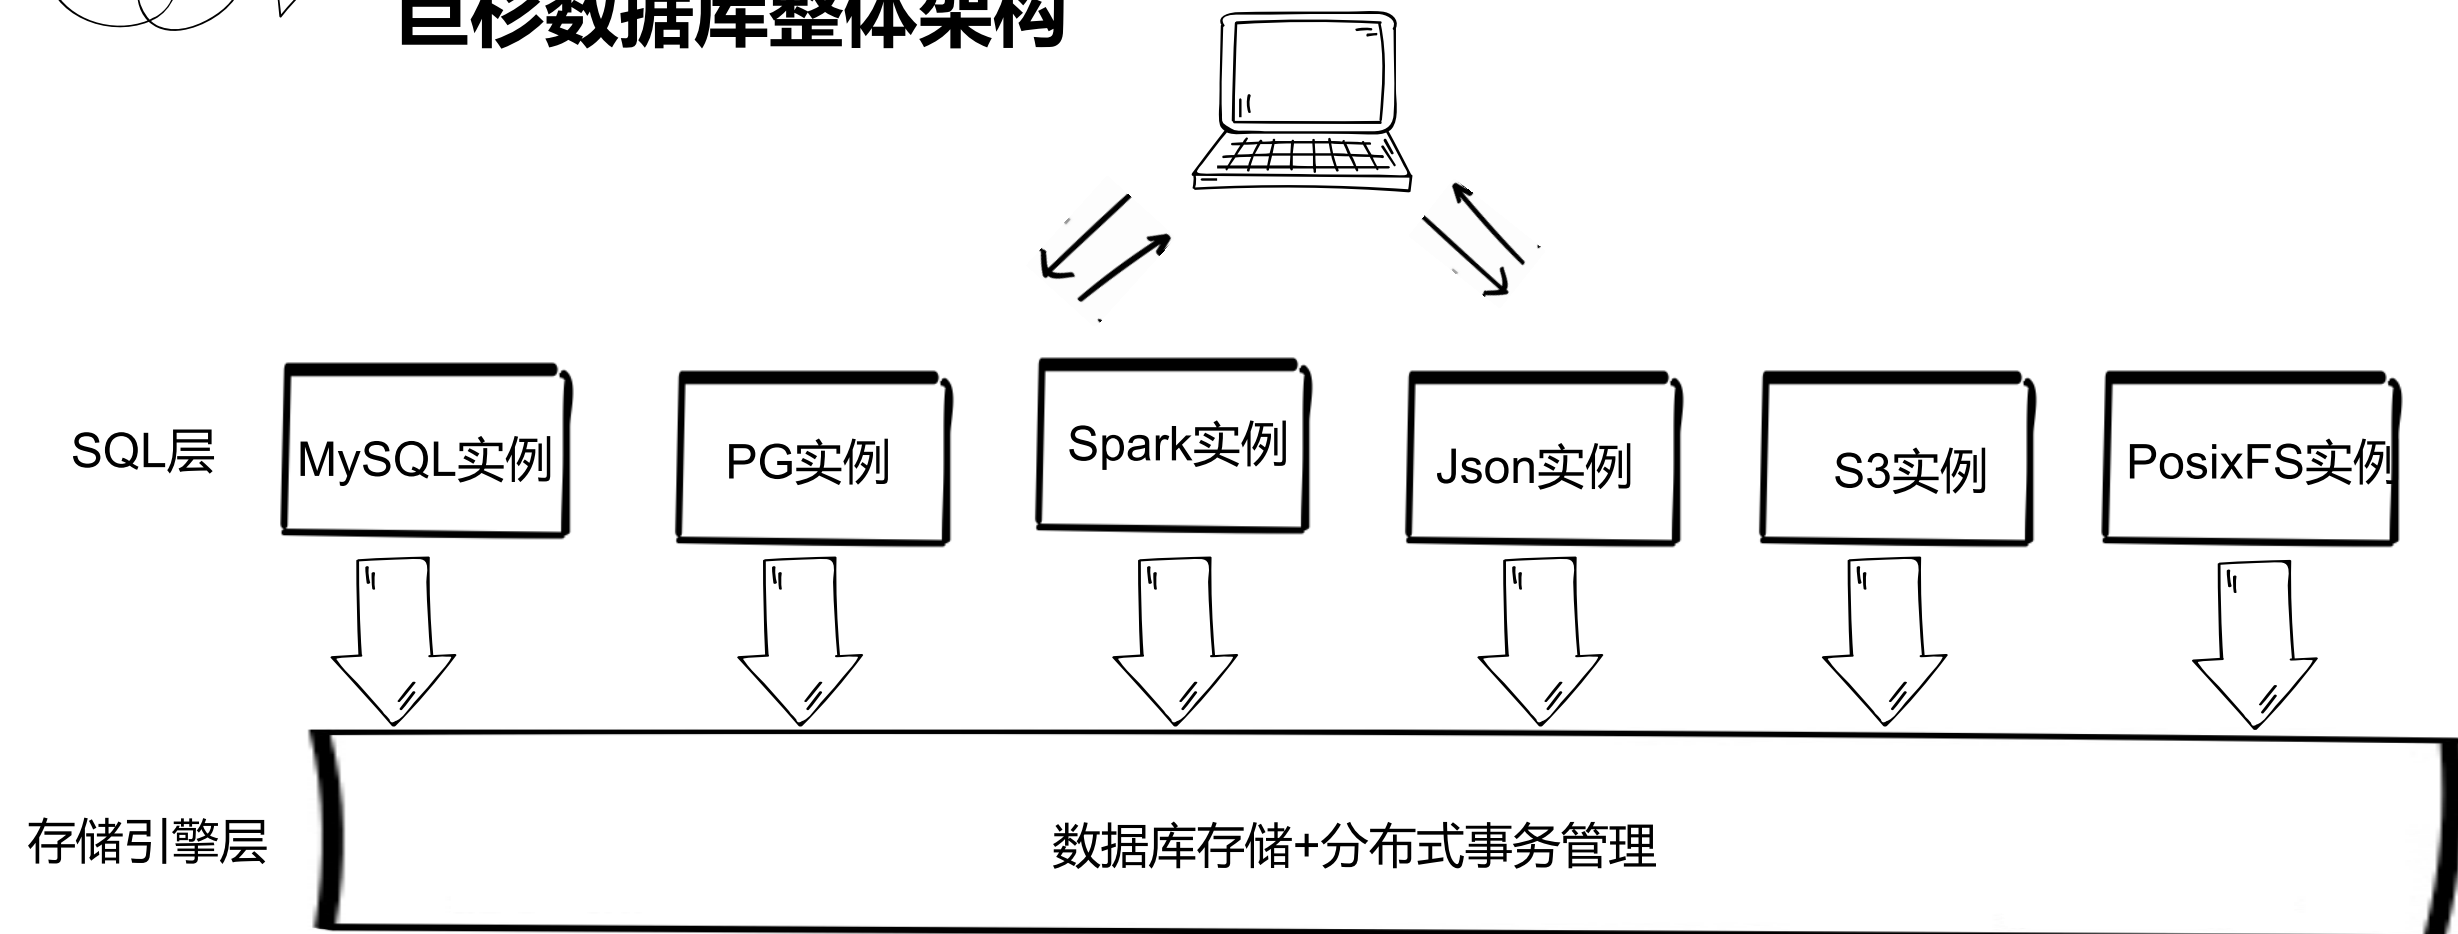 巨杉数据库整体架构
SQL层
MySQL实例
PG实例
Spark实例
Json实例
S3实例
PosixFS实例
存储引擎层
数据库存储+分布式事务管理